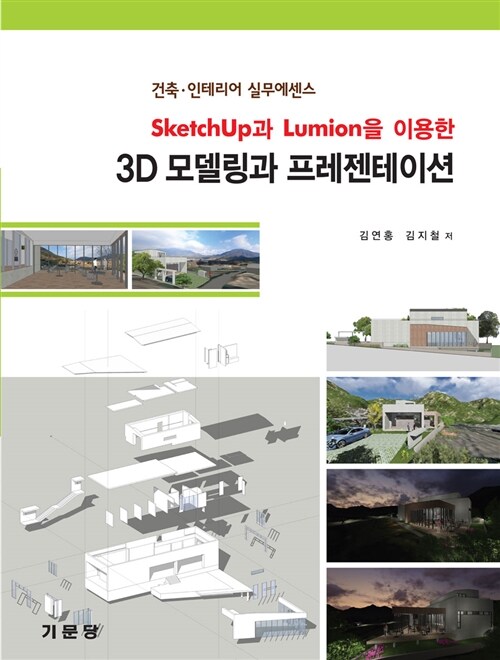 건축·인테리어 실무에센스
SketchUp과 Lumion을 이용한
3D 모델링과 프레젠테이션
김연홍 김지철 저
기문당